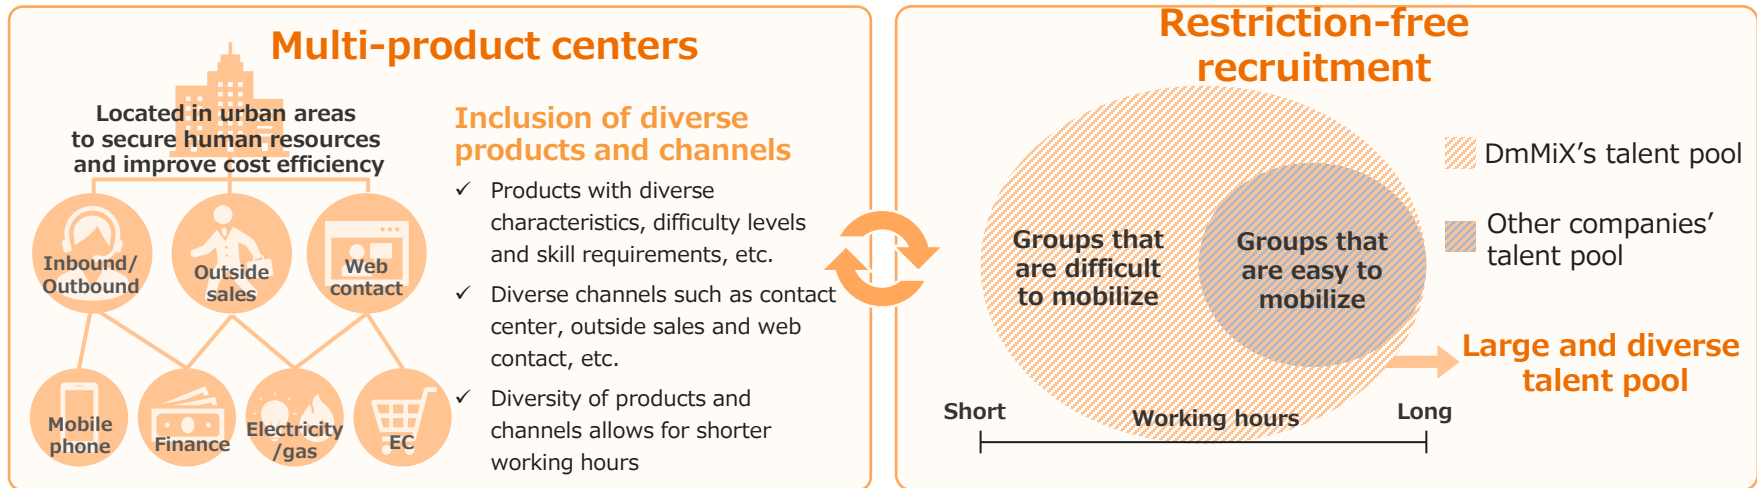 Multi-product centers
Located in urban areas
to secure human resources
and improve cost efficiency
Inbound/
Outbound
Outside
sales
Web
contact
Mobile
phone
Finance
Electricity
/gas
EC
Inclusion of diverse
products and channels
✓ Products with diverse
characteristics, difficulty levels
and skill requirements, etc.
✓ Diverse channels such as contact
center, outside sales and web
contact, etc.
✓ Diversity of products and
channels allows for shorter
working hours
Restriction-free
recruitment
Groups that
are difficult
to mobilize
Groups that
are easy to
mobilize
DmMiX’s talent pool
Other companies’
talent pool
Large and diverse
talent pool
Short
Working hours
Long